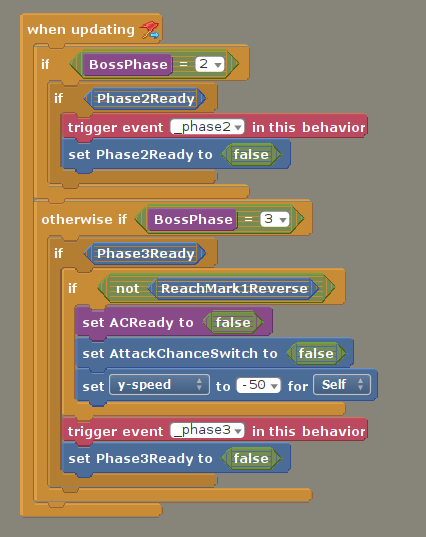 when updating
if BossPhase = 2
if Phase2Ready
trigger event _phase2 in this behavior
set Phase2Ready to false
otherwise if BossPhase = 3
if Phase3Ready
if not ReachMark1Reverse
set ACReady to false
set AttackChanceSwitch to false
set y-speed to -50 for Self
trigger event _phase3 in this behavior
set Phase3Ready to false